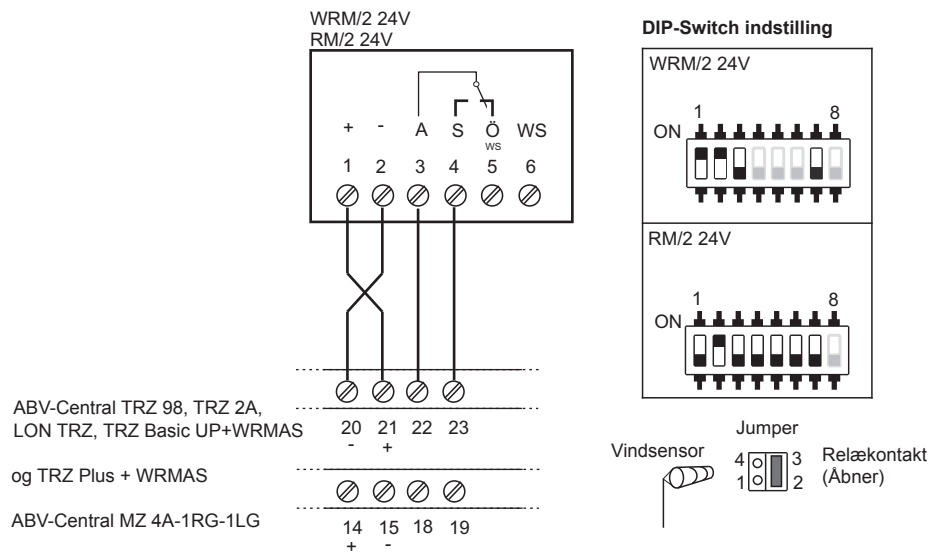 WRM/2 24V
RM/2 24V
+ - A S Ö WS
WS
1 2 3 4 5 6
ABV-Central TRZ 98, TRZ 2A,
LON TRZ, TRZ Basic UP+WRMAS
20 21 22 23
- +
og TRZ Plus + WRMAS
ABV-Central MZ 4A-1RG-1LG
14 15 18 19
+ -
DIP-Switch indstilling
WRM/2 24V
1 8
ON
RM/2 24V
1 8
ON
Jumper
Vindsensor
4 3 Relækontakt
1 2 (Åbner)